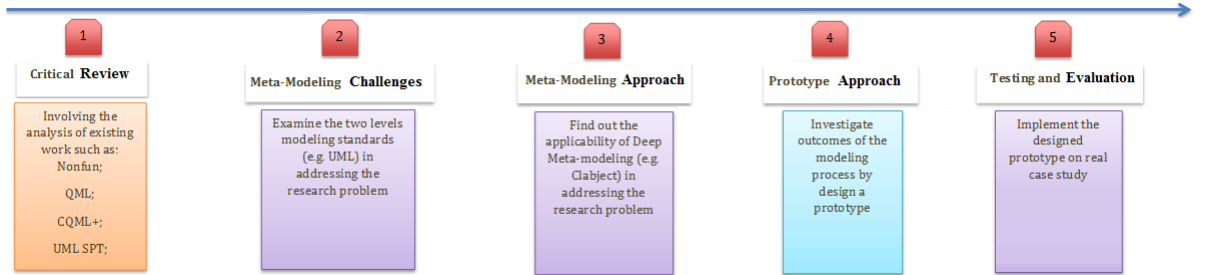 1
Critical Review
Involving the
analysis of existing
work such as:
Nonfun;
QML;
CQML+;
UML SPT;
2
Meta-Modeling Challenges
Examine the two levels
modeling standards
(e.g. UML) in
addressing the
research problem
3
Meta-Modeling Approach
Find out the
applicability of Deep
Meta-modeling (e.g.
Clabject) in
addressing the
research problem
4
Prototype Approach
Investigate
outcomes of the
modeling
process by
design a
prototype
5
Testing and Evaluation
Implement the
designed
prototype on real
case study